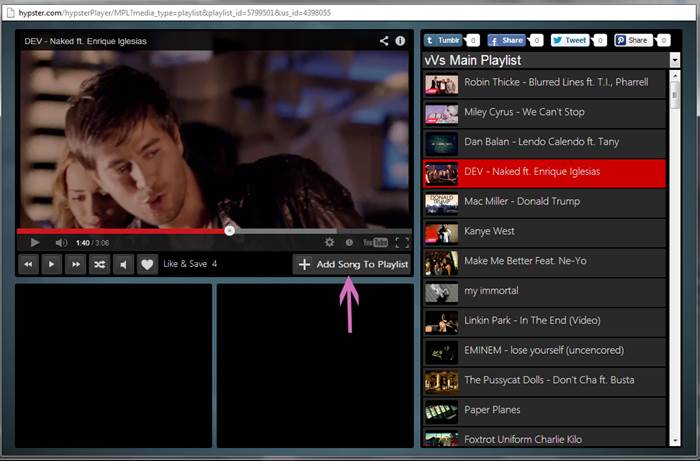 hypster.com/hypsterPlayer/MPL?media_type=playlist&playlist_id=5799501&us_id=4398055
DEV - Naked ft. Enrique Iglesias
1:40 / 3:06
YouTube
Like & Save 4
+ Add Song To Playlist
Tumblr 0
Share 0
Tweet 0
Share 0
vVs Main Playlist
Robin Thicke - Blurred Lines ft. T.I., Pharrell
Miley Cyrus - We Can't Stop
Dan Balan - Lendo Calendo ft. Tany
DEV - Naked ft. Enrique Iglesias
Mac Miller - Donald Trump
DONALD TRUMP
Kanye West
Make Me Better Feat. Ne-Yo
my immortal
Linkin Park - In The End (Video)
EMINEM - lose yourself (uncencored)
The Pussycat Dolls - Don't Cha ft. Busta
Paper Planes
Foxtrot Uniform Charlie Kilo